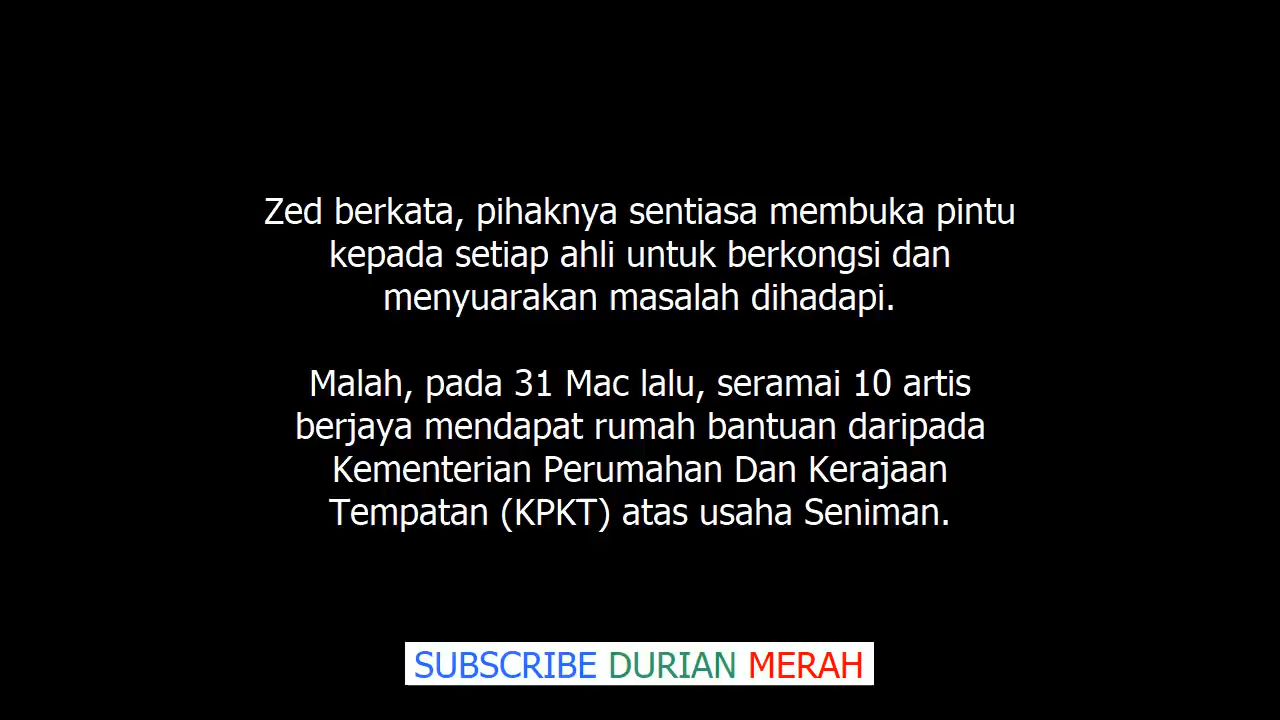 Zed berkata, pihaknya sentiasa membuka pintu
kepada setiap ahli untuk berkongsi dan
menyuarakan masalah dihadapi.
Malah, pada 31 Mac lalu, seramai 10 artis
berjaya mendapat rumah bantuan daripada
Kementerian Perumahan Dan Kerajaan
Tempatan (KPKT) atas usaha Seniman.
SUBSCRIBE DURIAN MERAH